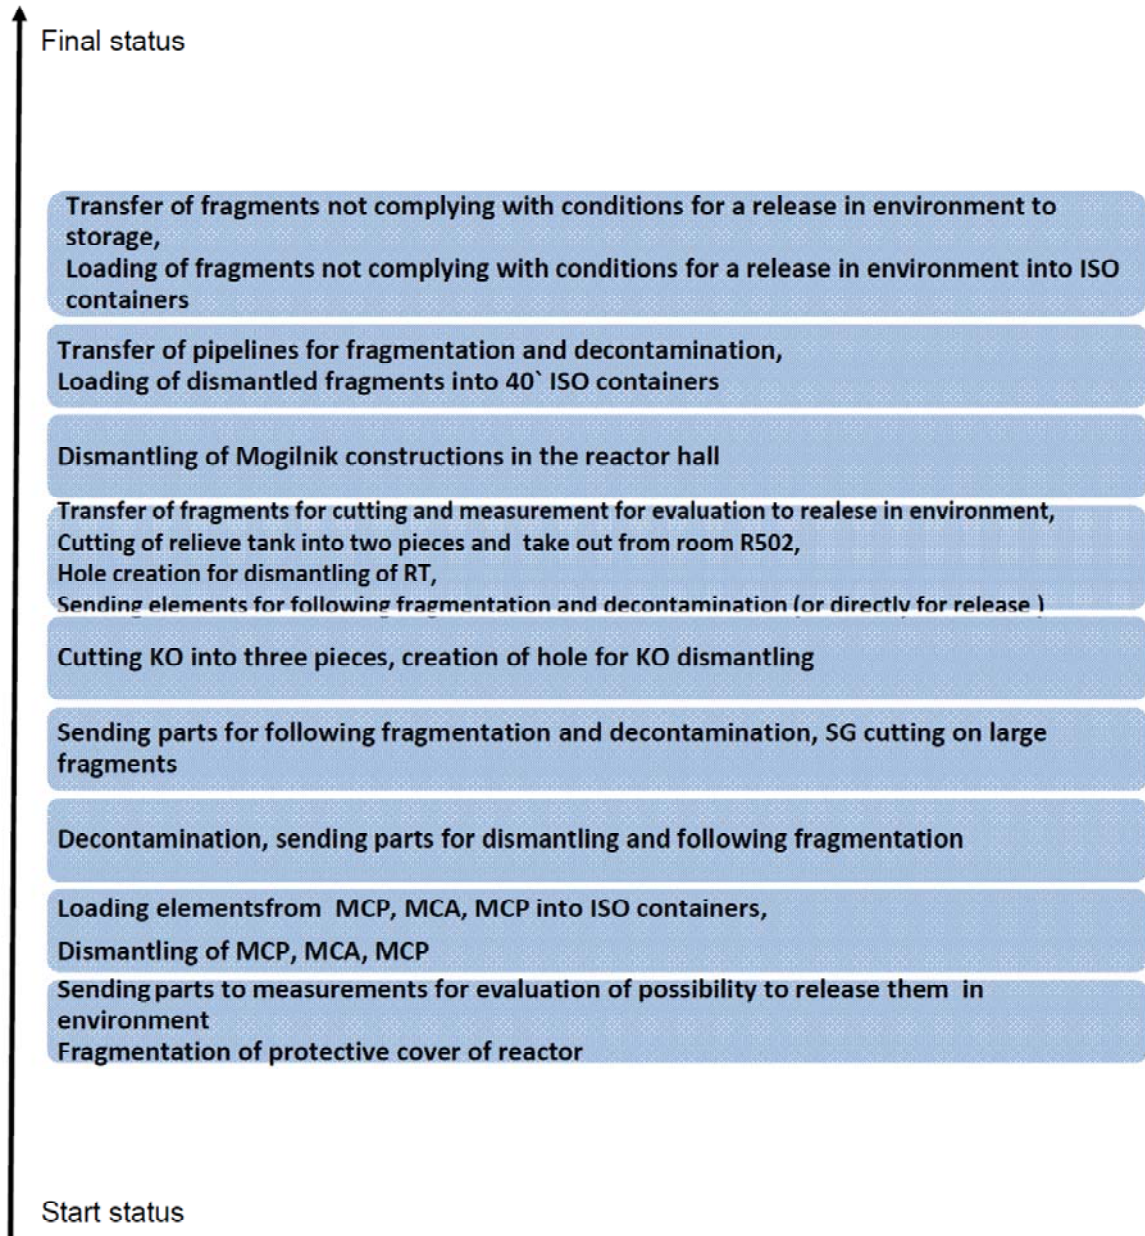 Final status
Transfer of fragments not complying with conditions for a release in environment to
storage,
Loading of fragments not complying with conditions for a release in environment into ISO
containers
Transfer of pipelines for fragmentation and decontamination,
Loading of dismantled fragments into 40` ISO containers
Dismantling of Mogilnik constructions in the reactor hall
Transfer of fragments for cutting and measurement for evaluation to realese in environment,
Cutting of relieve tank into two pieces and take out from room R502,
Hole creation for dismantling of RT,
Sending elements for following fragmentation and decontamination (or directly for release )
Cutting KO into three pieces, creation of hole for KO dismantling
Sending parts for following fragmentation and decontamination, SG cutting on large
fragments
Decontamination, sending parts for dismantling and following fragmentation
Loading elementsfrom MCP, MCA, MCP into ISO containers,
Dismantling of MCP, MCA, MCP
Sending parts to measurements for evaluation of possibility to release them in
environment
Fragmentation of protective cover of reactor
Start status